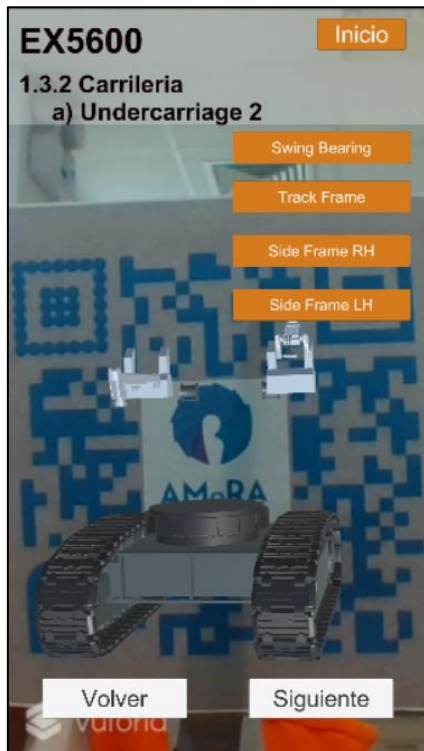 EX5600
Inicio
1.3.2 Carrileria
a) Undercarriage 2
Swing Bearing
Track Frame
Side Frame RH
Side Frame LH
AMeRA
Volver
Siguiente
vuforia